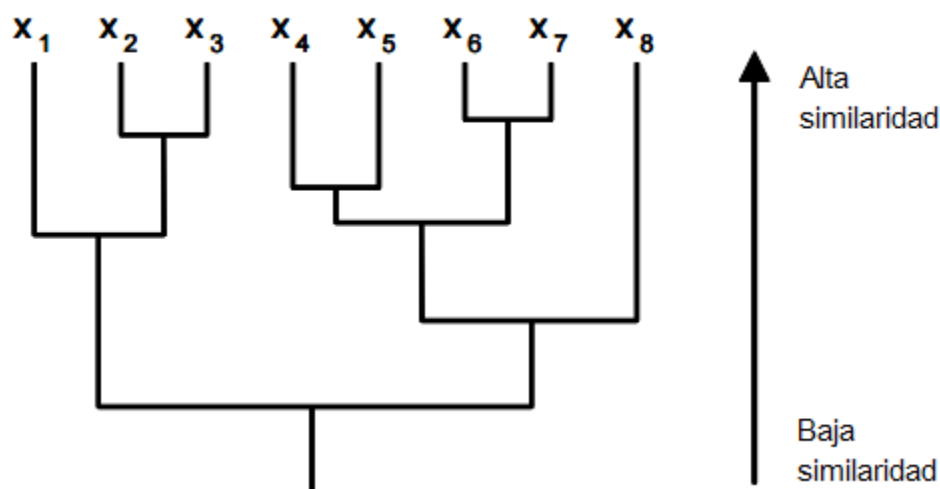 x1 x2 x3 x4 x5 x6 x7 x8
Alta
similaridad
Baja
similaridad